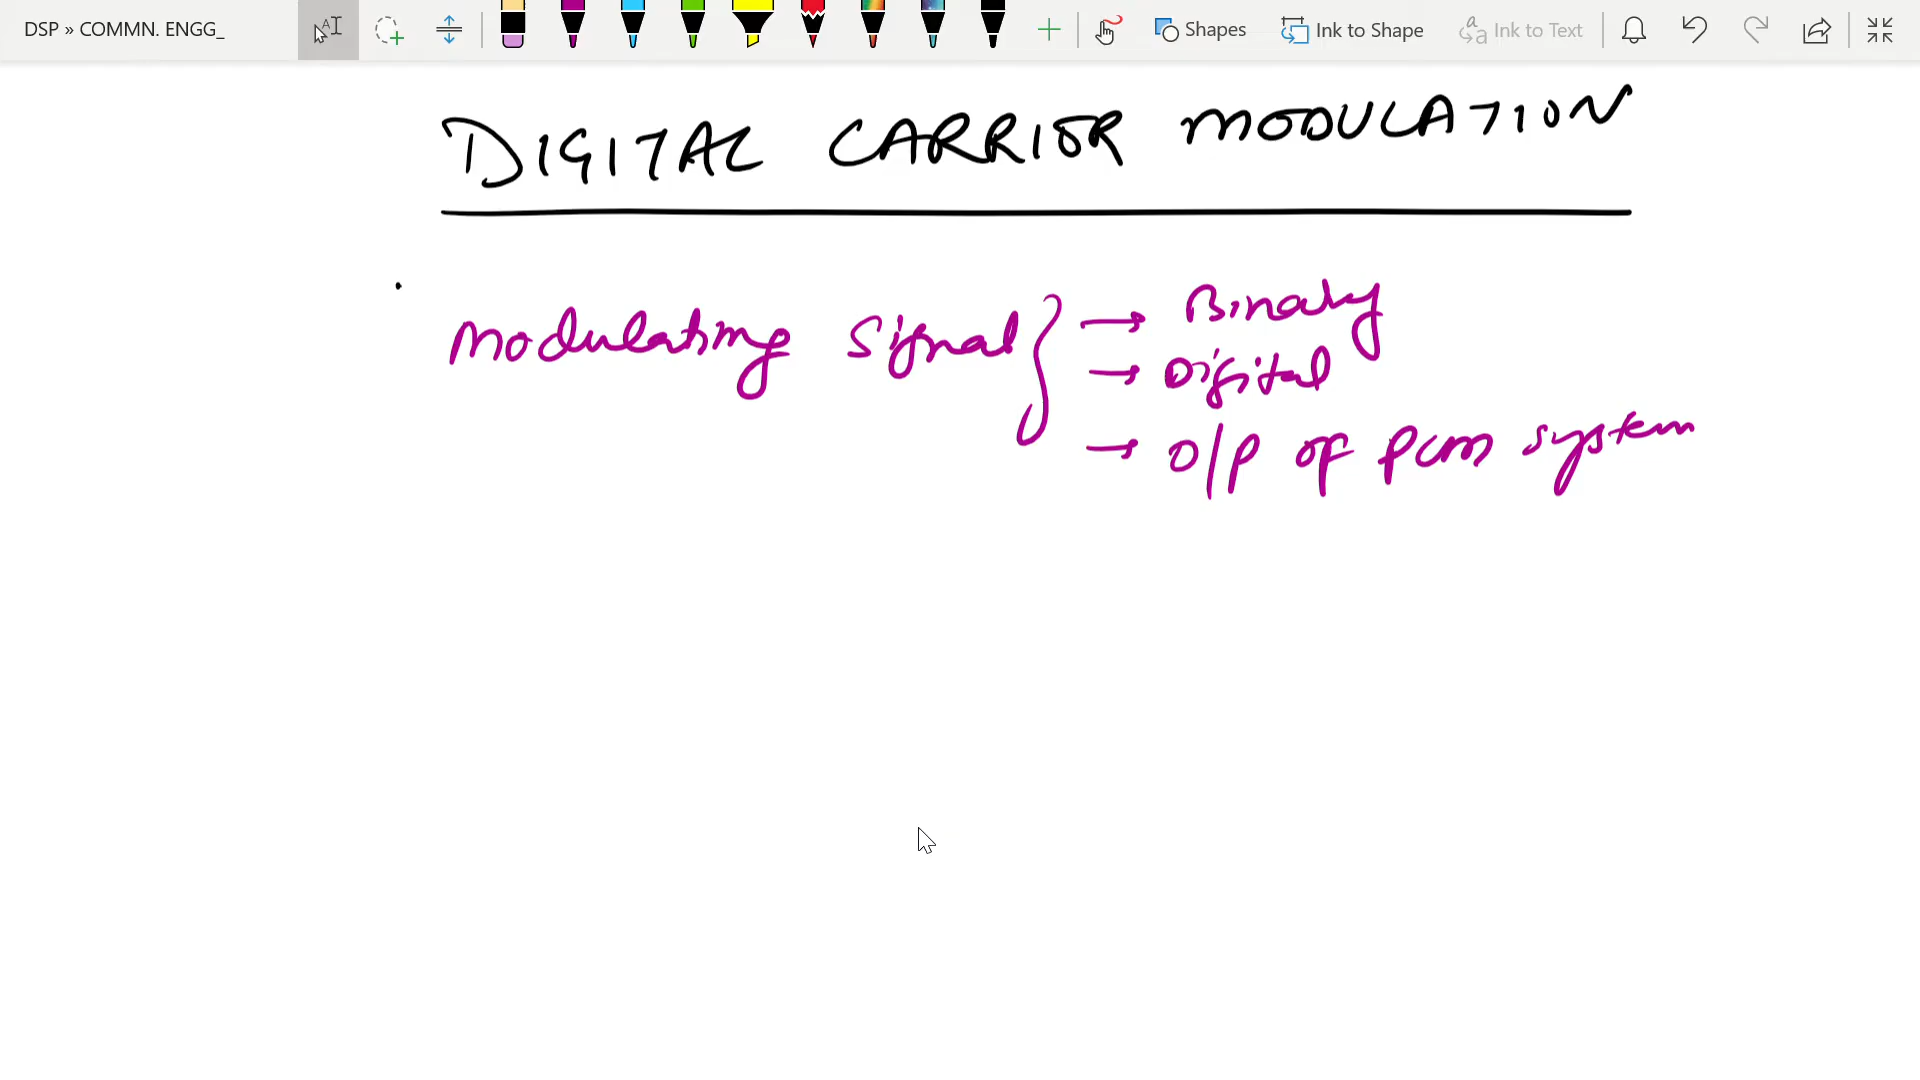 DSP » COMMN. ENGG_
Shapes
Ink to Shape
Ink to Text
DIGITAL CARRIOR MODULATION
Modulating Signal } → Binary
→ Digital
→ O/P of PCM system